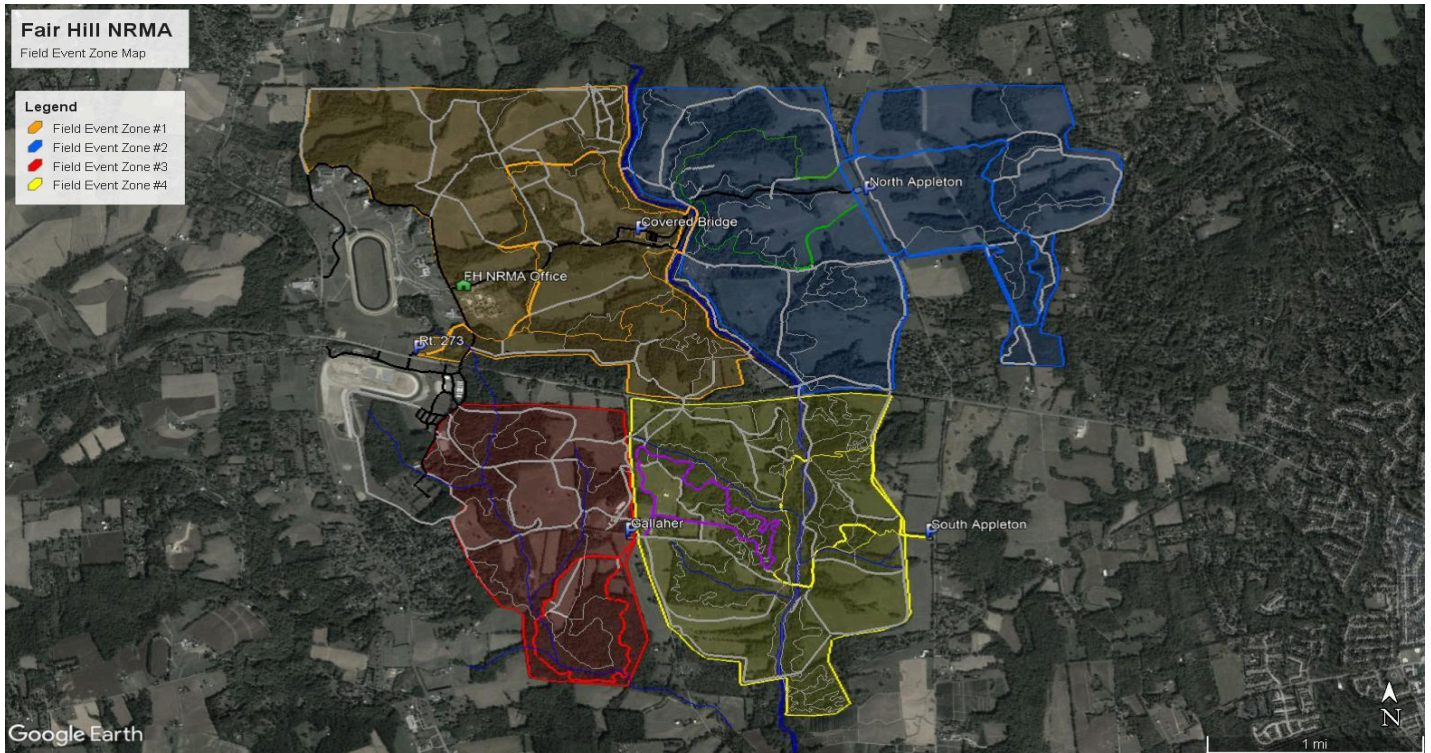 Fair Hill NRMA
Field Event Zone Map
Legend
Field Event Zone #1
Field Event Zone #2
Field Event Zone #3
Field Event Zone #4
North Appleton
Covered Bridge
FH NRMA Office
Rt. 273
Gallaher
South Appleton
Google Earth
N
1 mi